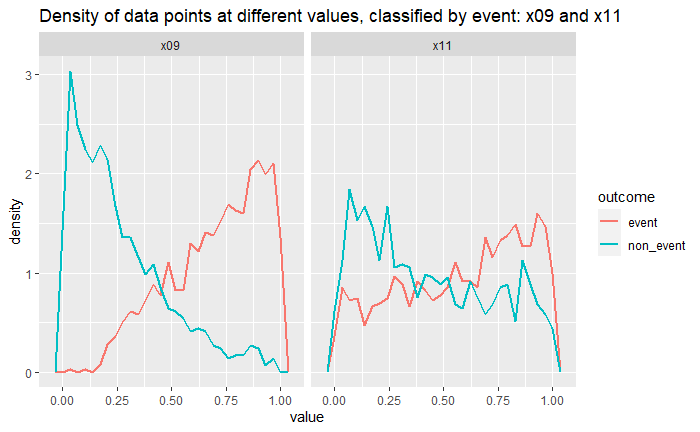 Density of data points at different values, classified by event: x09 and x11
x09
x11
density
3
2
1
0
0.00 0.25 0.50 0.75 1.00
0.00 0.25 0.50 0.75 1.00
value
outcome
event
non_event